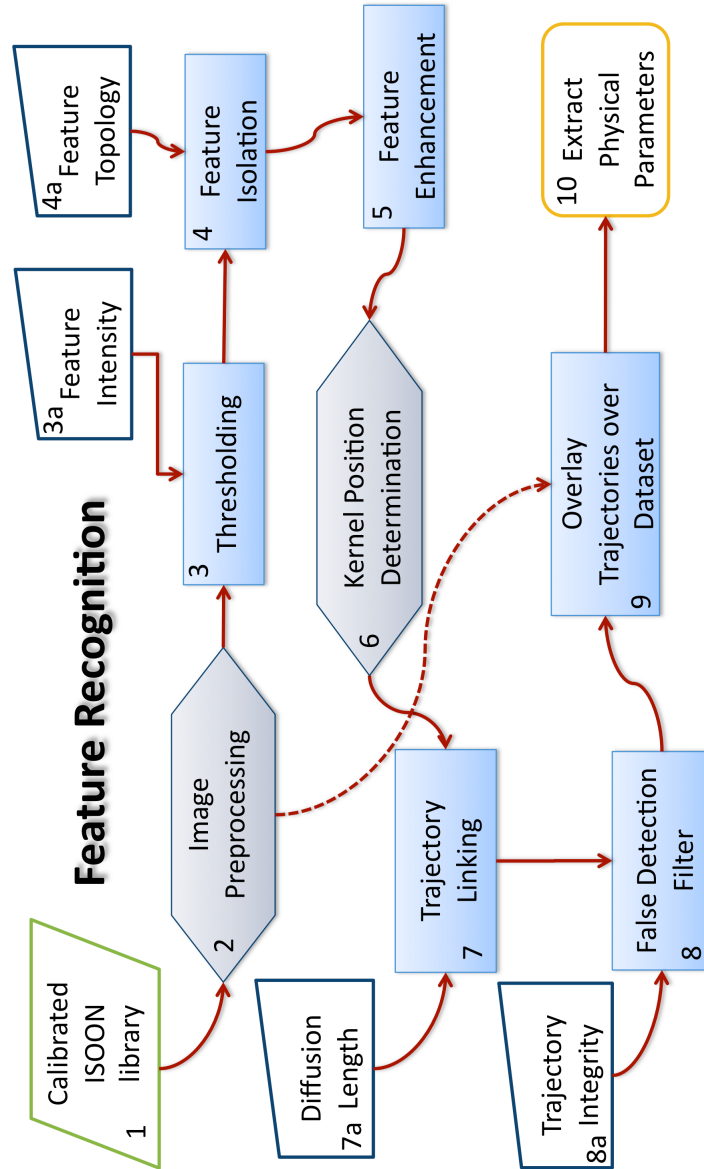 Feature Recognition
1
Calibrated
ISOON
library
2
Image
Preprocessing
3
Thresholding
3a
Feature
Intensity
4
Feature
Isolation
4a
Feature
Topology
5
Feature
Enhancement
6
Kernel Position
Determination
7
Trajectory
Linking
7a
Diffusion
Length
8
False Detection
Filter
8a
Trajectory
Integrity
9
Overlay
Trajectories over
Dataset
10
Extract
Physical
Parameters